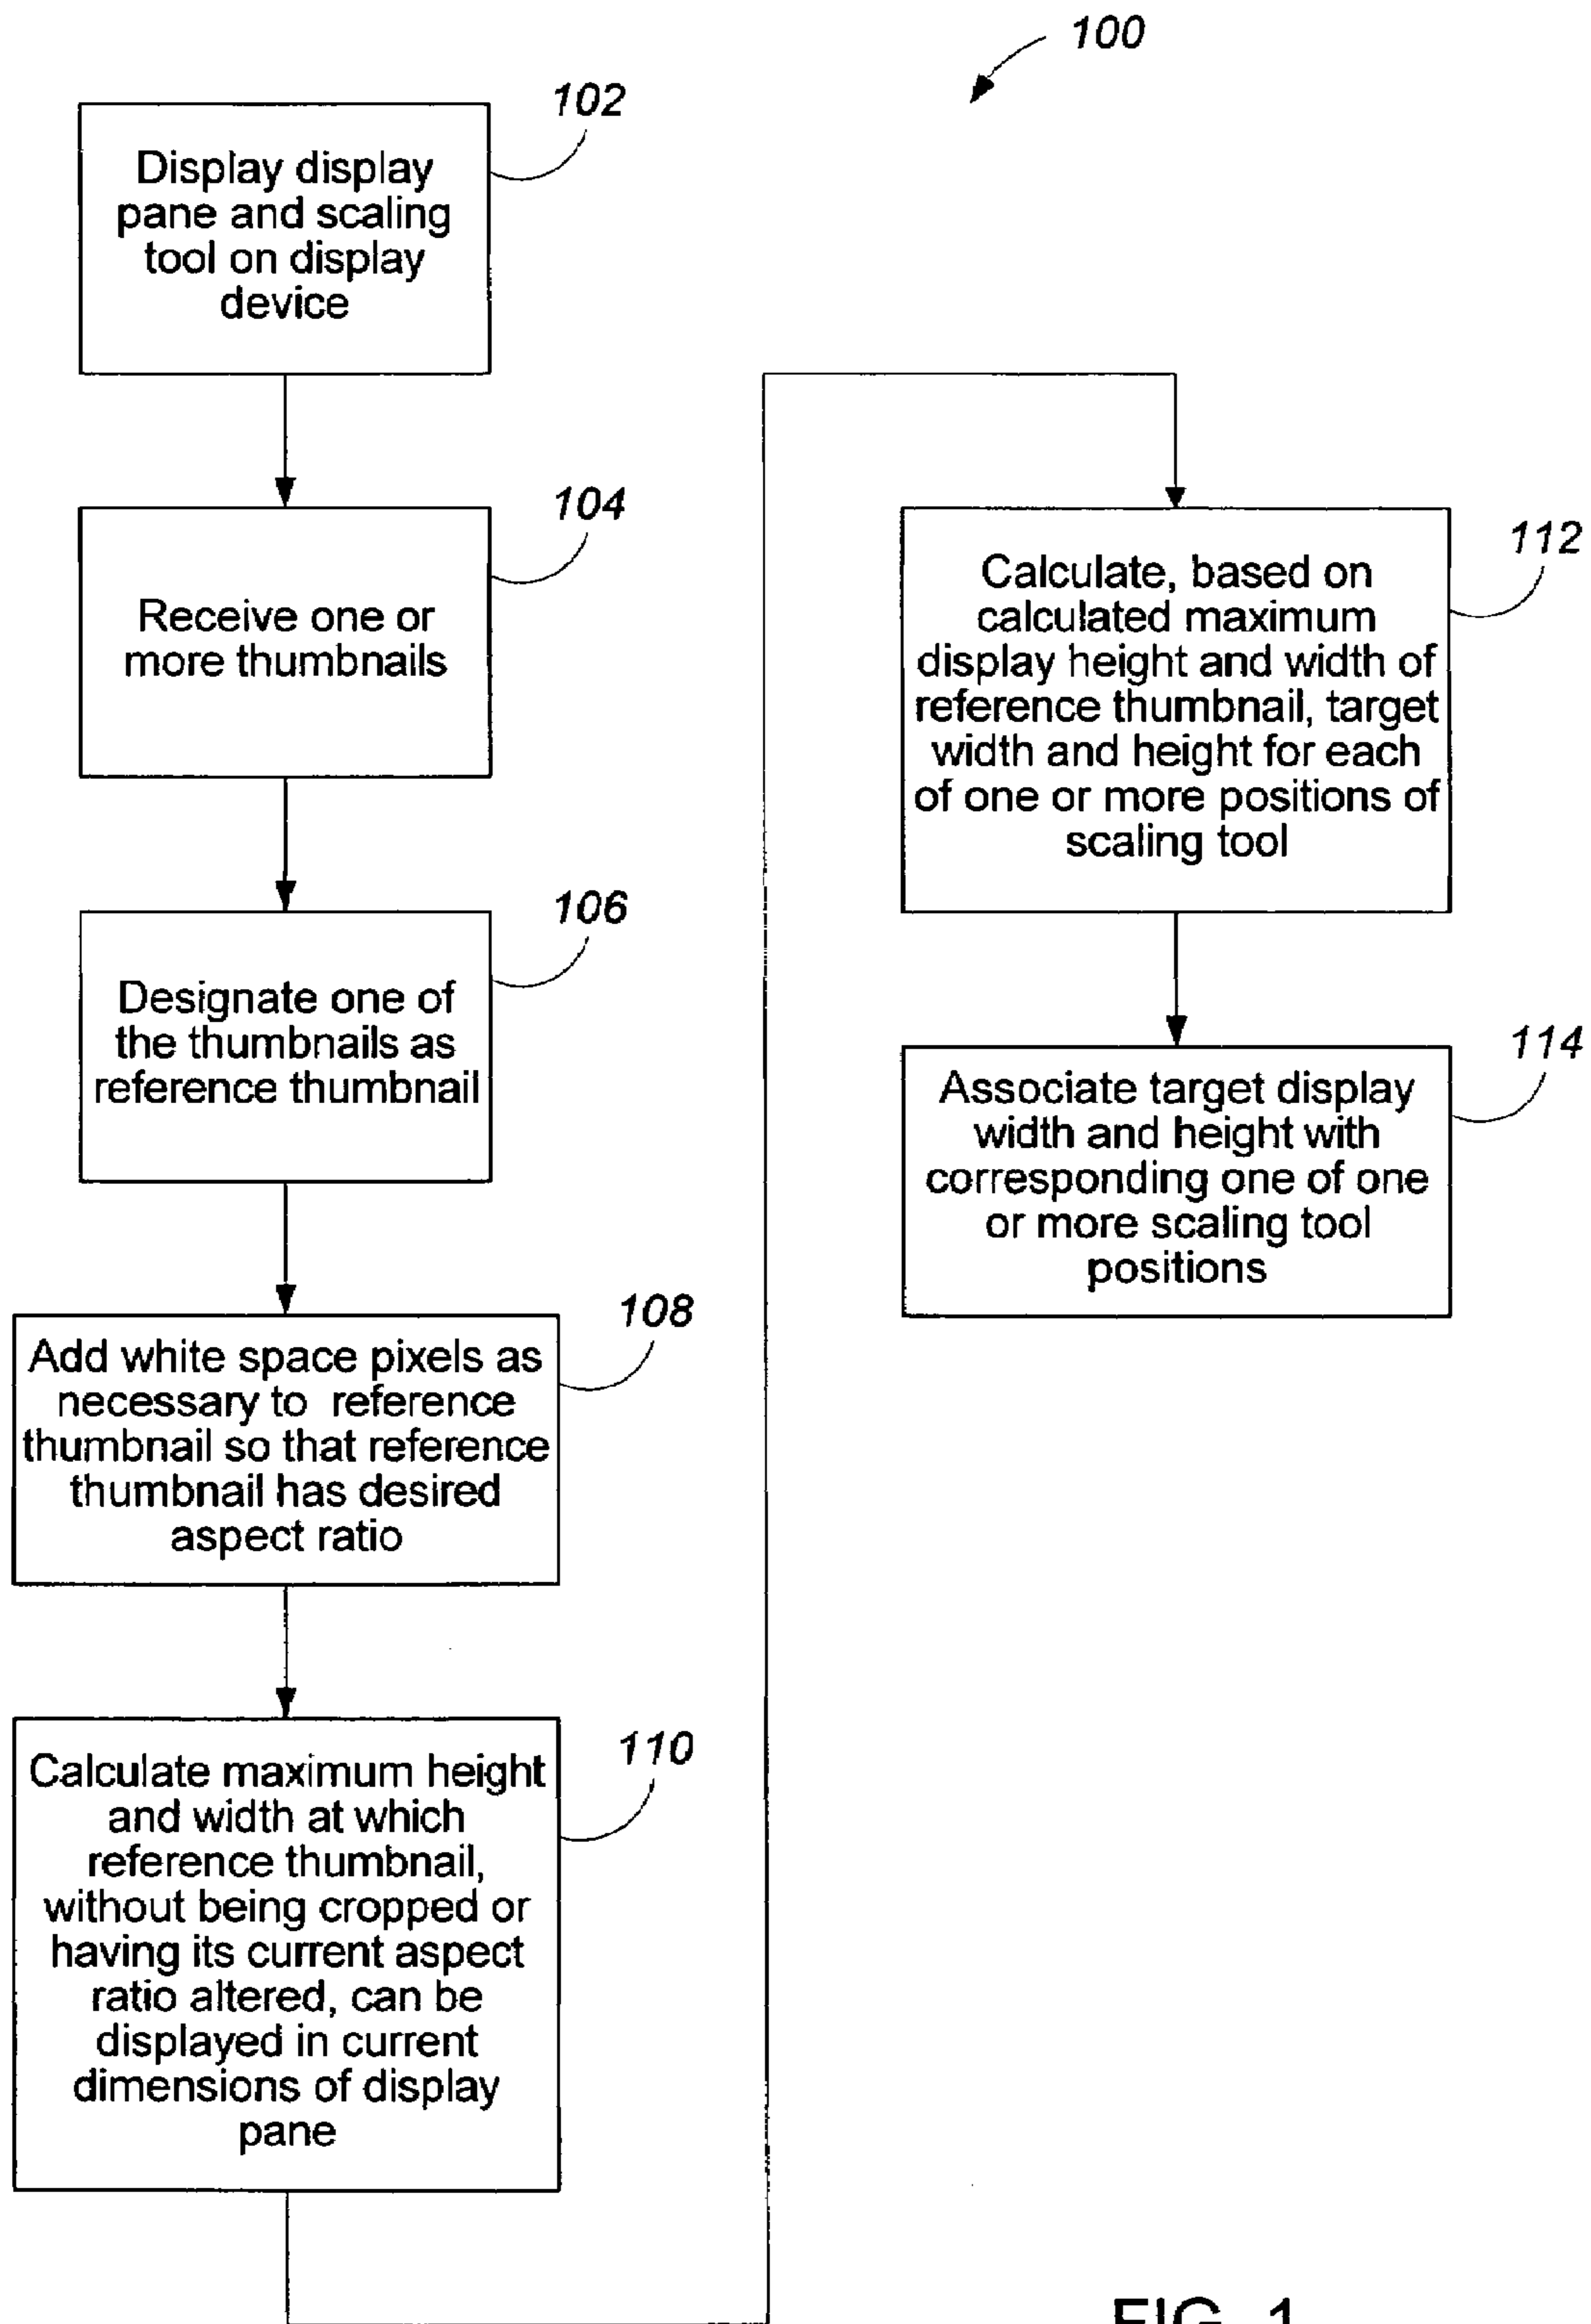 100
102
Display display
pane and scaling
tool on display
device
104
Receive one or
more thumbnails
106
Designate one of
the thumbnails as
reference thumbnail
108
Add white space pixels as
necessary to reference
thumbnail so that reference
thumbnail has desired
aspect ratio
110
Calculate maximum height
and width at which
reference thumbnail,
without being cropped or
having its current aspect
ratio altered, can be
displayed in current
dimensions of display
pane
112
Calculate, based on
calculated maximum
display height and width of
reference thumbnail, target
width and height for each
of one or more positions of
scaling tool
114
Associate target display
width and height with
corresponding one of one
or more scaling tool
positions
FIG. 1